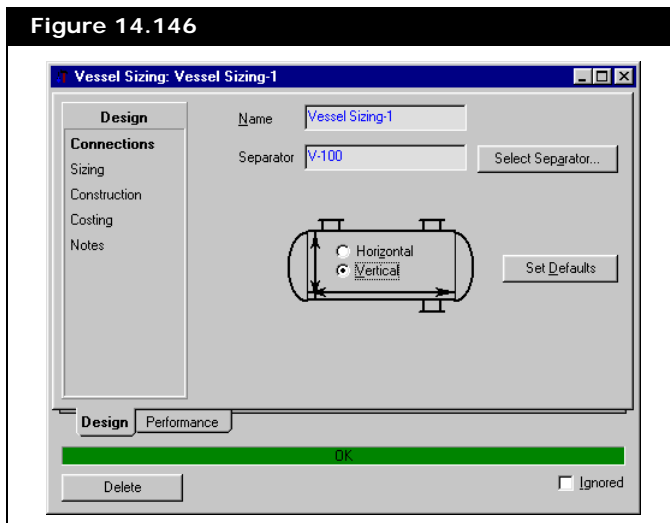 Figure 14.146
Vessel Sizing: Vessel Sizing-1
Design
Connections
Sizing
Construction
Costing
Notes
Name Vessel Sizing-1
Separator V-100 Select Separator...
Horizontal
Vertical
Set Defaults
Design Performance
OK
Delete Ignored